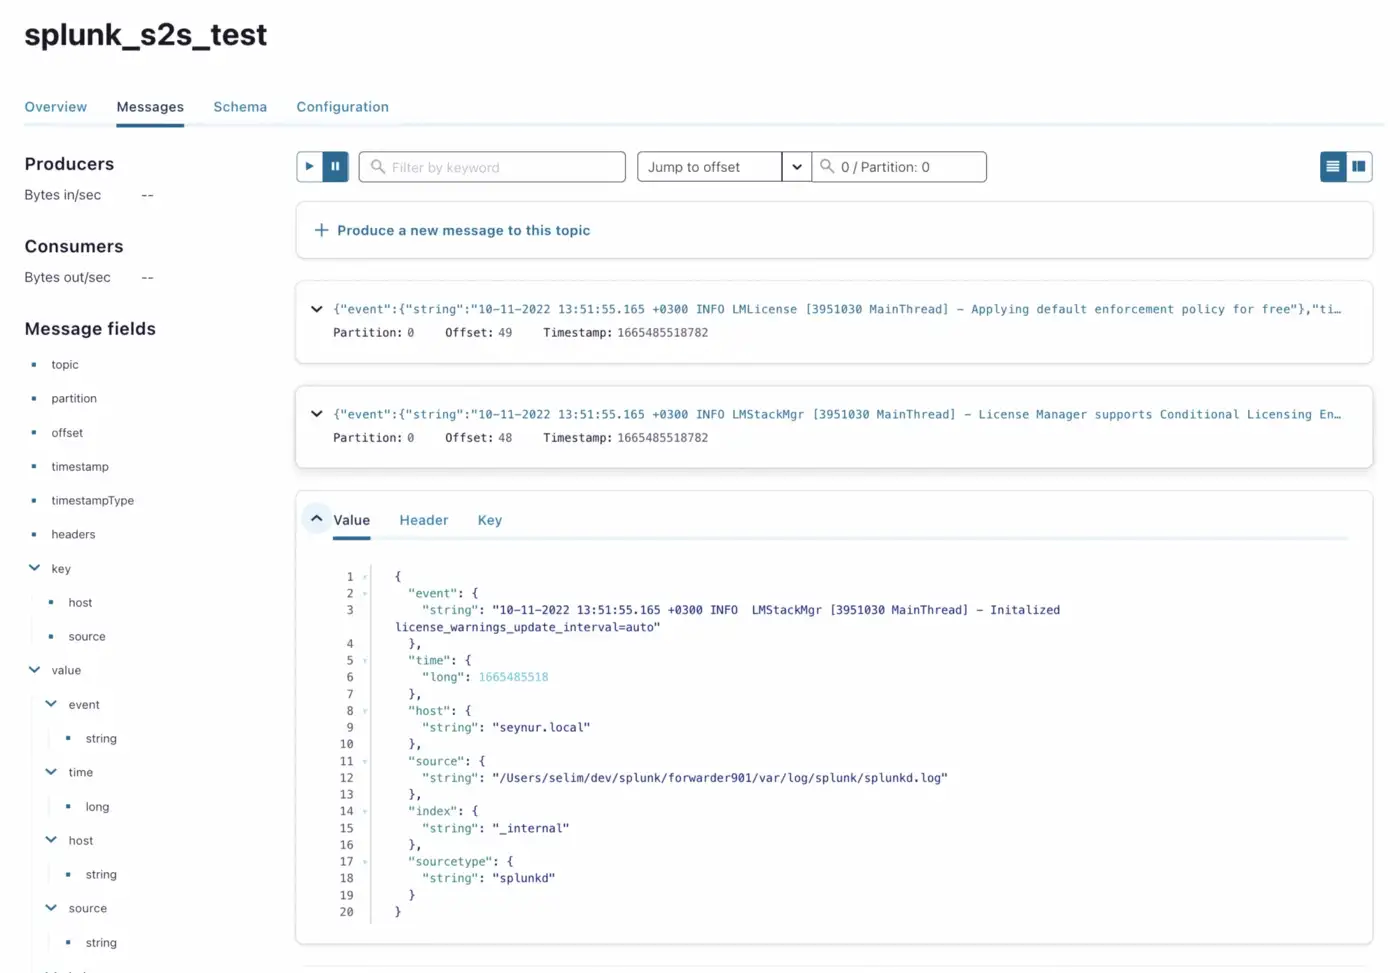 splunk_s2s_test
Overview Messages Schema Configuration
Producers
Bytes in/sec --
Consumers
Bytes out/sec --
Message fields
topic
partition
offset
timestamp
timestampType
headers
key
host
source
value
event
string
time
long
host
string
source
string
Filter by keyword Jump to offset 0 / Partition: 0
+ Produce a new message to this topic
{"event":{"string":"10-11-2022 13:51:55.165 +0300 INFO LMLicense [3951030 MainThread] - Applying default enforcement policy for free"},"ti…
Partition: 0 Offset: 49 Timestamp: 1665485518782
{"event":{"string":"10-11-2022 13:51:55.165 +0300 INFO LMStackMgr [3951030 MainThread] - License Manager supports Conditional Licensing En…
Partition: 0 Offset: 48 Timestamp: 1665485518782
Value Header Key
1 {
2 "event": {
3 "string": "10-11-2022 13:51:55.165 +0300 INFO  LMStackMgr [3951030 MainThread] - Initalized
license_warnings_update_interval=auto"
4 },
5 "time": {
6 "long": 1665485518
7 },
8 "host": {
9 "string": "seynur.local"
10 },
11 "source": {
12 "string": "/Users/selim/dev/splunk/forwarder901/var/log/splunk/splunkd.log"
13 },
14 "index": {
15 "string": "_internal"
16 },
17 "sourcetype": {
18 "string": "splunkd"
19 }
20 }